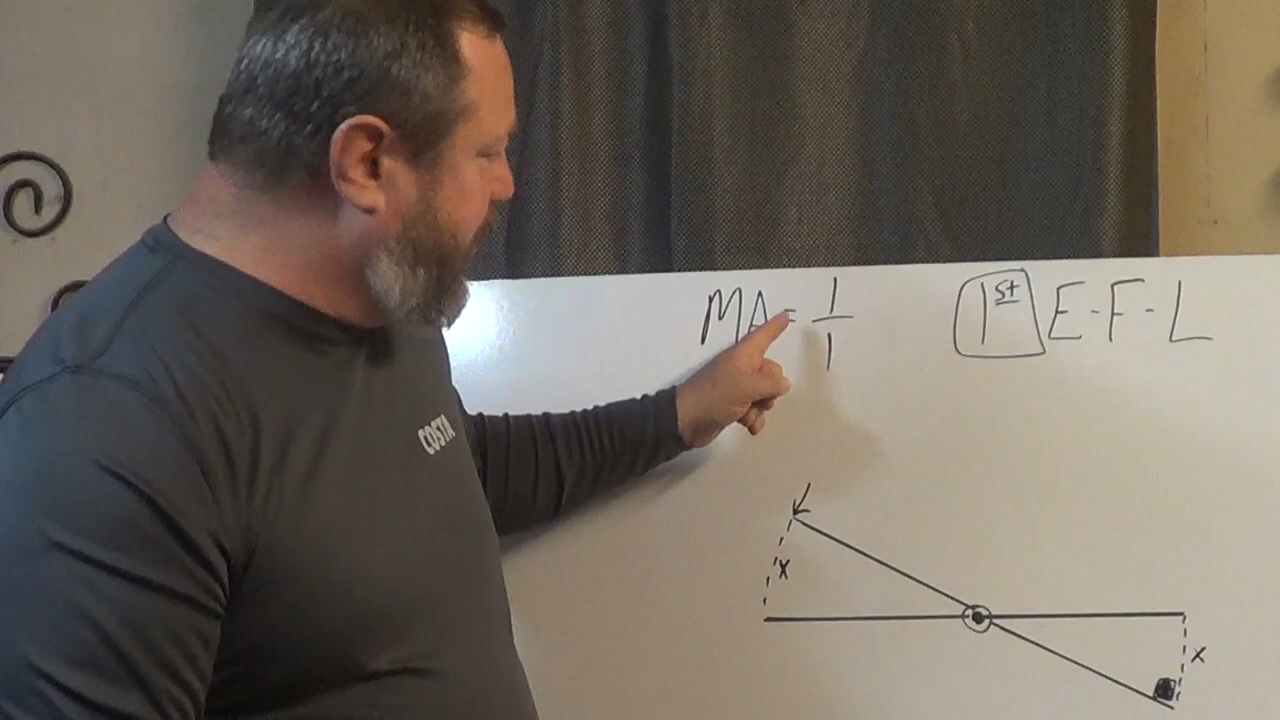 MA = 1/1
1st E-F-L
COSTA
x
x